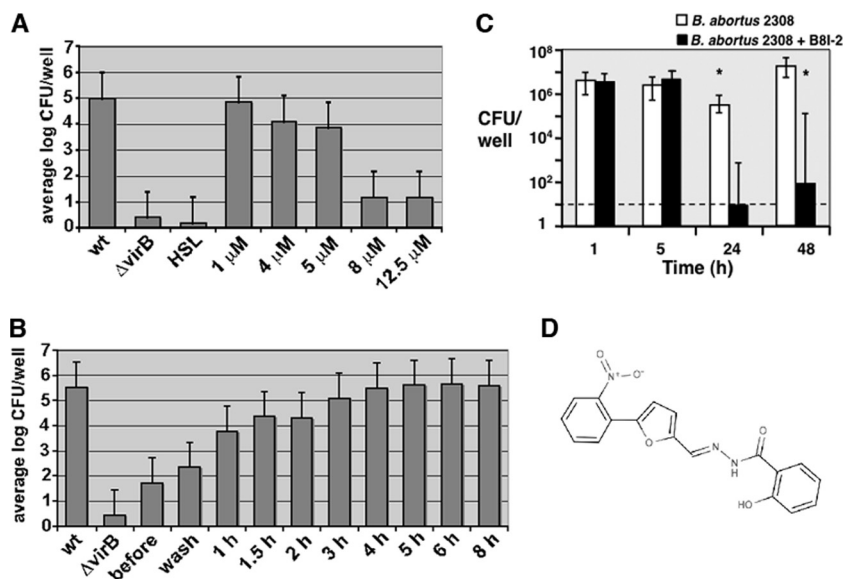 A
average log CFU/well
7
6
5
4
3
2
1
0
wt
ΔvirB
HSL
1 µM
4 µM
5 µM
8 µM
12.5 µM
B
average log CFU/well
7
6
5
4
3
2
1
0
wt
ΔvirB
before
wash
1 h
1.5 h
2 h
3 h
4 h
5 h
6 h
8 h
C
B. abortus 2308
B. abortus 2308 + B8I-2
CFU/
well
10⁸
10⁶
10⁴
10²
1
*
*
1
5
24
48
Time (h)
D
O
N⁺
O⁻
O
N
N
H
O
HO